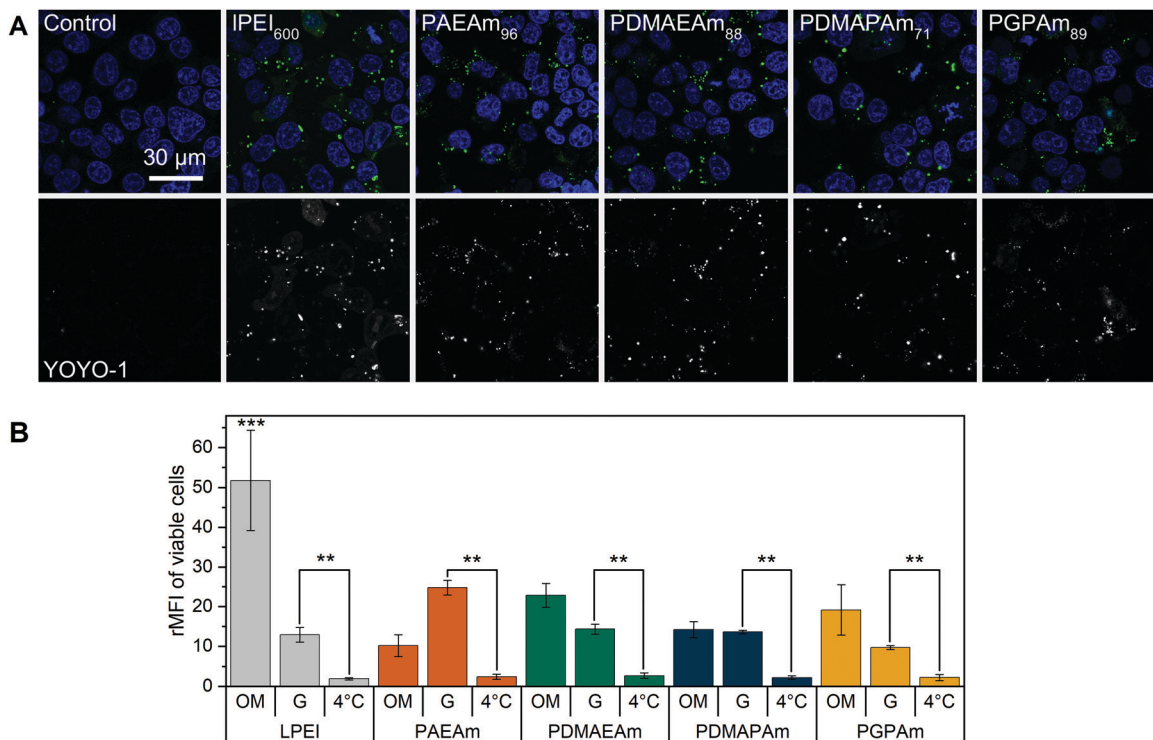 A
Control
lPEI600
PAEAm96
PDMAEAm88
PDMAPAm71
PGPAm89
30 µm
YOYO-1
B
rMFI of viable cells
60
50
40
30
20
10
0
***
**
**
**
**
**
OM G 4°C OM G 4°C OM G 4°C OM G 4°C OM G 4°C
LPEI PAEAm PDMAEAm PDMAPAm PGPAm